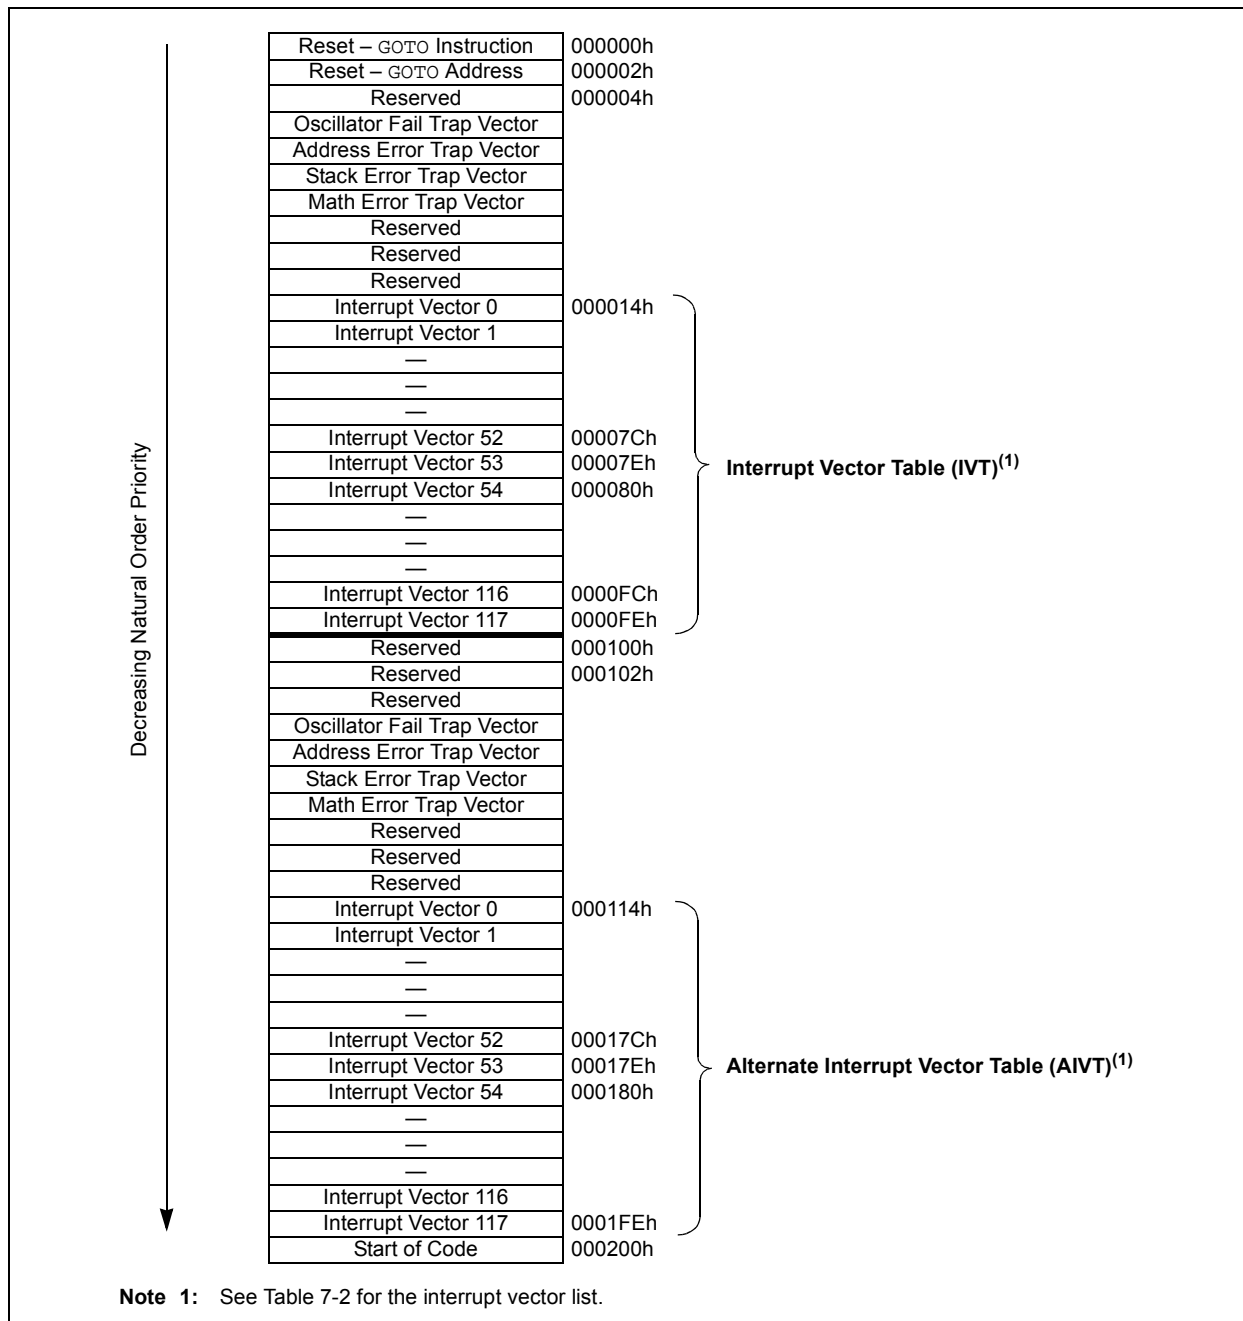 Reset – GOTO Instruction 000000h
Reset – GOTO Address 000002h
Reserved 000004h
Oscillator Fail Trap Vector
Address Error Trap Vector
Stack Error Trap Vector
Math Error Trap Vector
Reserved
Reserved
Reserved
Interrupt Vector 0 000014h
Interrupt Vector 1
—
—
—
Interrupt Vector 52 00007Ch
Interrupt Vector 53 00007Eh
Interrupt Vector 54 000080h
—
—
—
Interrupt Vector 116 0000FCh
Interrupt Vector 117 0000FEh
Interrupt Vector Table (IVT)(1)
Decreasing Natural Order Priority
Reserved 000100h
Reserved 000102h
Reserved
Oscillator Fail Trap Vector
Address Error Trap Vector
Stack Error Trap Vector
Math Error Trap Vector
Reserved
Reserved
Reserved
Interrupt Vector 0 000114h
Interrupt Vector 1
—
—
—
Interrupt Vector 52 00017Ch
Interrupt Vector 53 00017Eh
Interrupt Vector 54 000180h
—
—
—
Interrupt Vector 116
Interrupt Vector 117 0001FEh
Alternate Interrupt Vector Table (AIVT)(1)
Start of Code 000200h
Note 1: See Table 7-2 for the interrupt vector list.